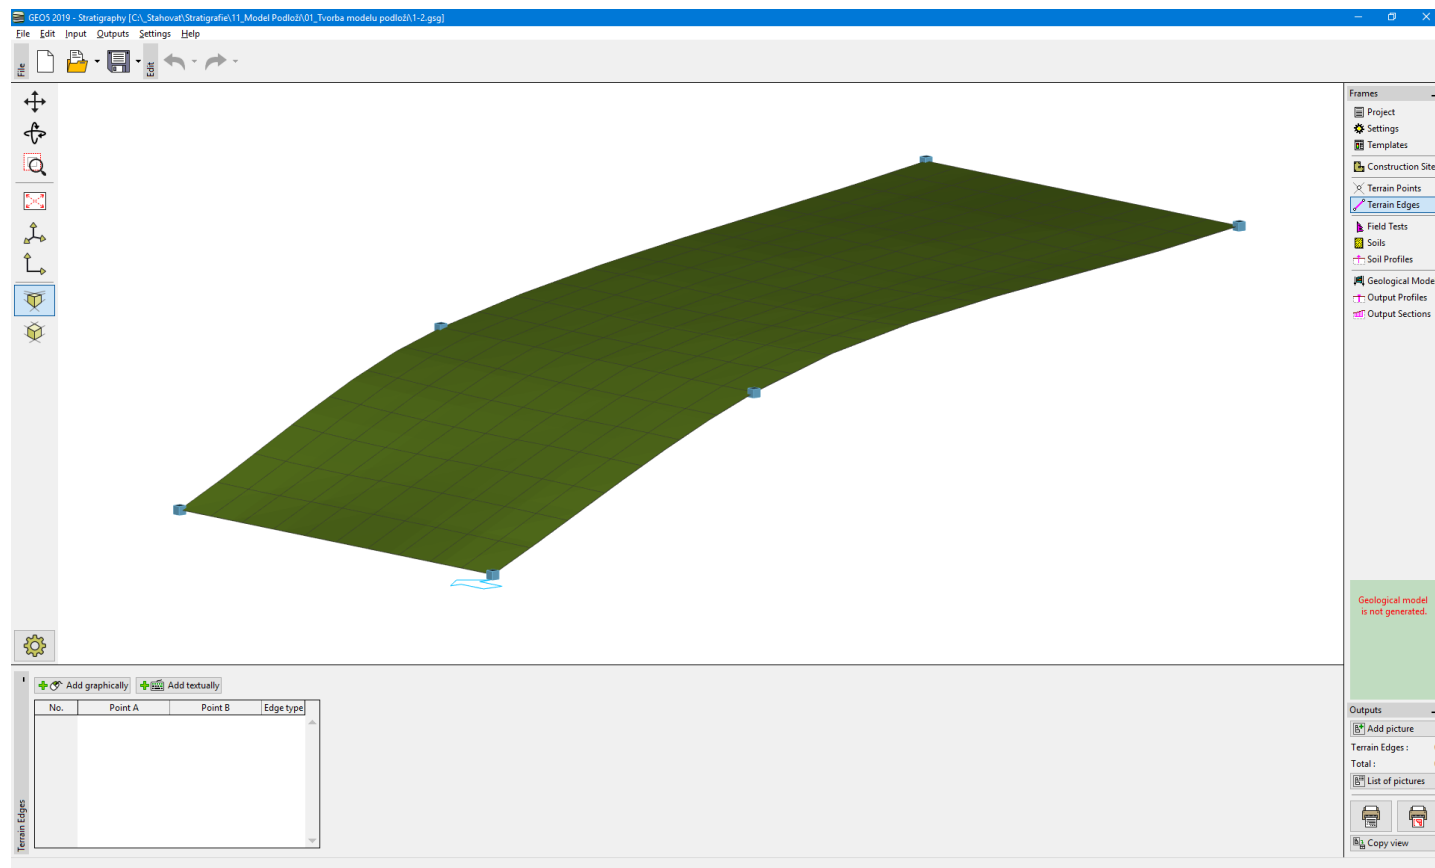 GEO5 2019 - Stratigraphy [C:\_Stahovat\Stratigrafie\11_Model Podloží\01_Tvorba modelu podloží\1-2.gsg]
File Edit Input Outputs Settings Help
File
Edit
Frames
Project
Settings
Templates
Construction Site
Terrain Points
Terrain Edges
Field Tests
Soils
Soil Profiles
Geological Mode
Output Profiles
Output Sections
Geological model
is not generated.
Add graphically Add textually
No. Point A Point B Edge type
Terrain Edges
Outputs
Add picture
Terrain Edges :
Total :
List of pictures
Copy view